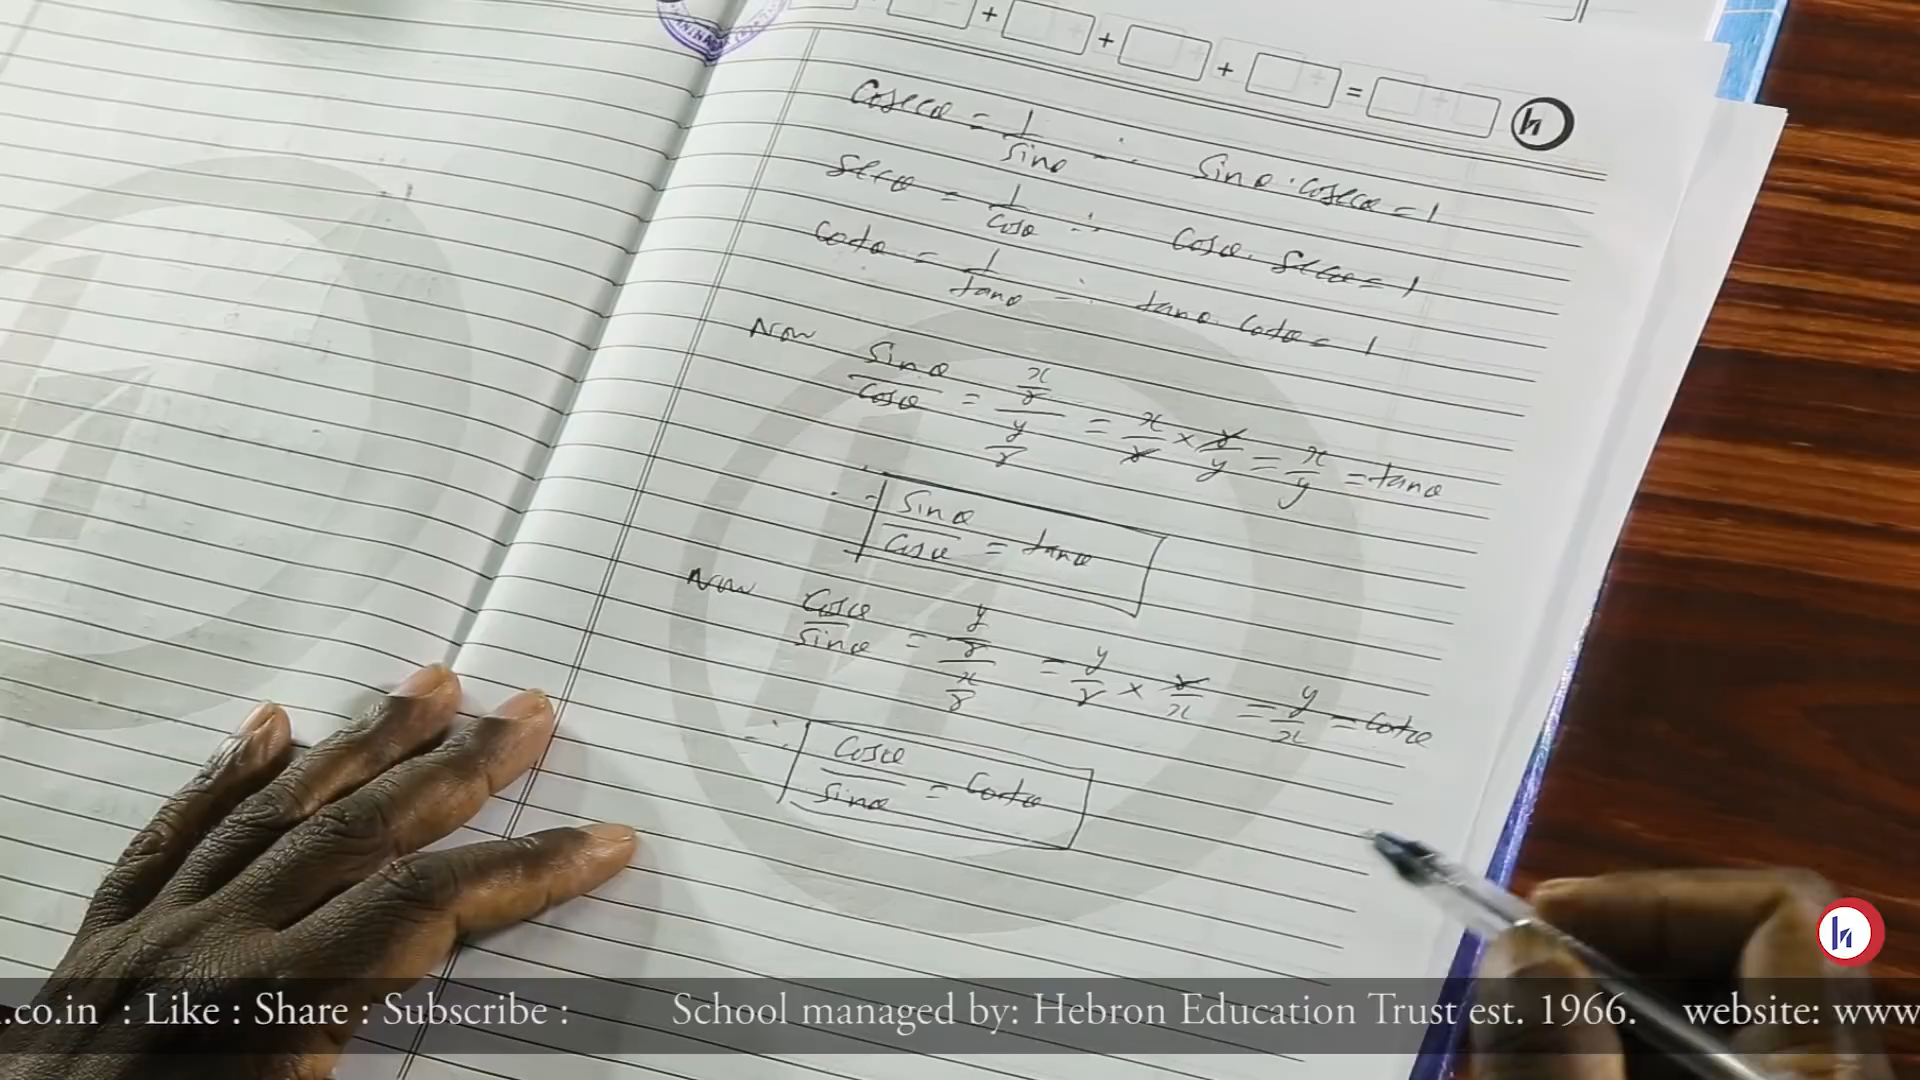 + + + =
Cosecθ = 1/Sinθ ∴ Sinθ · Cosecθ = 1
Secθ = 1/Cosθ ∴ Cosθ · Secθ = 1
Cotθ = 1/tanθ ∴ tanθ · Cotθ = 1
Now Sinθ/Cosθ = (x/r)/(y/r) = x/r × r/y = x/y = tanθ
∴ Sinθ/Cosθ = tanθ
Now Cosθ/Sinθ = (y/r)/(x/r) = y/r × r/x = y/x = Cotθ
∴ Cosθ/Sinθ = Cotθ
.co.in : Like : Share : Subscribe : School managed by: Hebron Education Trust est. 1966. website: www